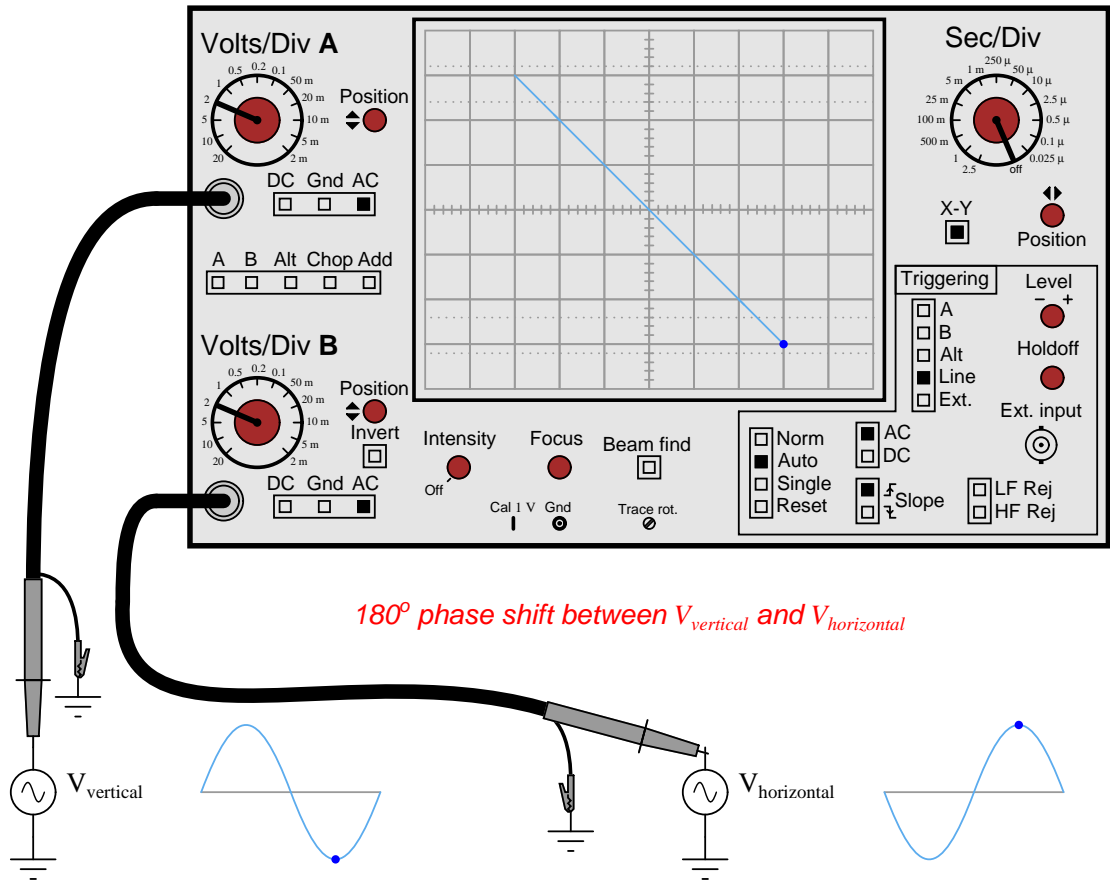 Volts/Div A
20 10 5 2 1 0.5 0.2 0.1 50 m 20 m 10 m 5 m 2 m
Position
DC Gnd AC
A B Alt Chop Add
Volts/Div B
20 10 5 2 1 0.5 0.2 0.1 50 m 20 m 10 m 5 m 2 m
Position
Invert
DC Gnd AC
Intensity
Off
Focus
Beam find
Cal 1 V Gnd
Trace rot.
Sec/Div
1 2.5 500 m 100 m 25 m 5 m 1 m 250 µ 50 µ 10 µ 2.5 µ 0.5 µ 0.1 µ 0.025 µ off
X-Y
Position
Triggering
A
B
Alt
Line
Ext.
Level
− +
Holdoff
Ext. input
Norm
Auto
Single
Reset
AC
DC
Slope
LF Rej
HF Rej
180o phase shift between Vvertical and Vhorizontal
Vvertical
Vhorizontal